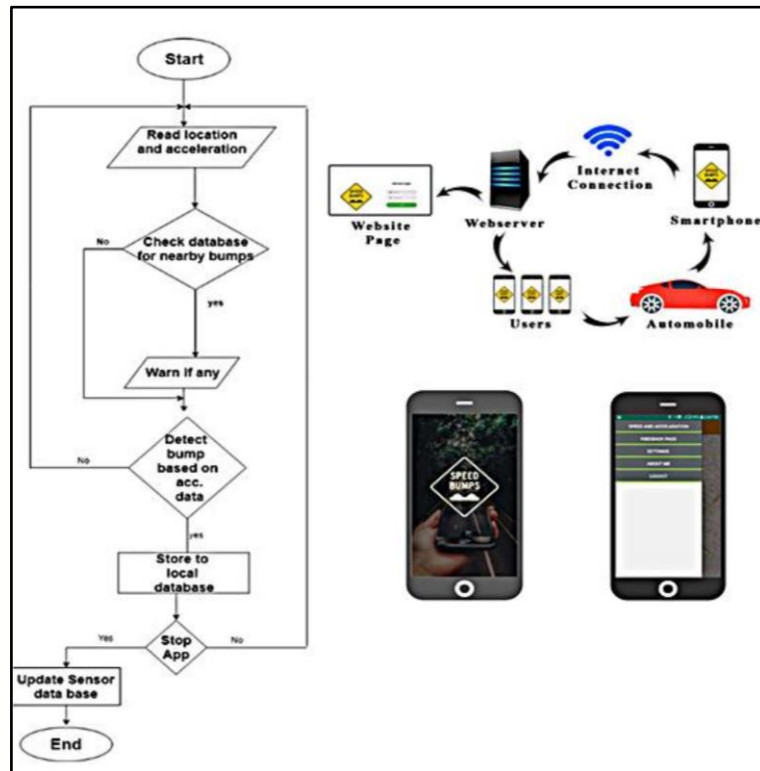 Start
Read location
and acceleration
No
Check database
for nearby bumps
yes
Warn if any
Detect
bump
based on
acc.
data
No
yes
Store to
local
database
Yes
Stop
App
No
Update Sensor
data base
End
Internet
Connection
Website
Page
Webserver
Smartphone
Users
Automobile
SPEED
BUMPS
SPEED AND ACCELARATION
FEEDBACK PAGE
SETTINGS
ABOUT ME
LOGOUT